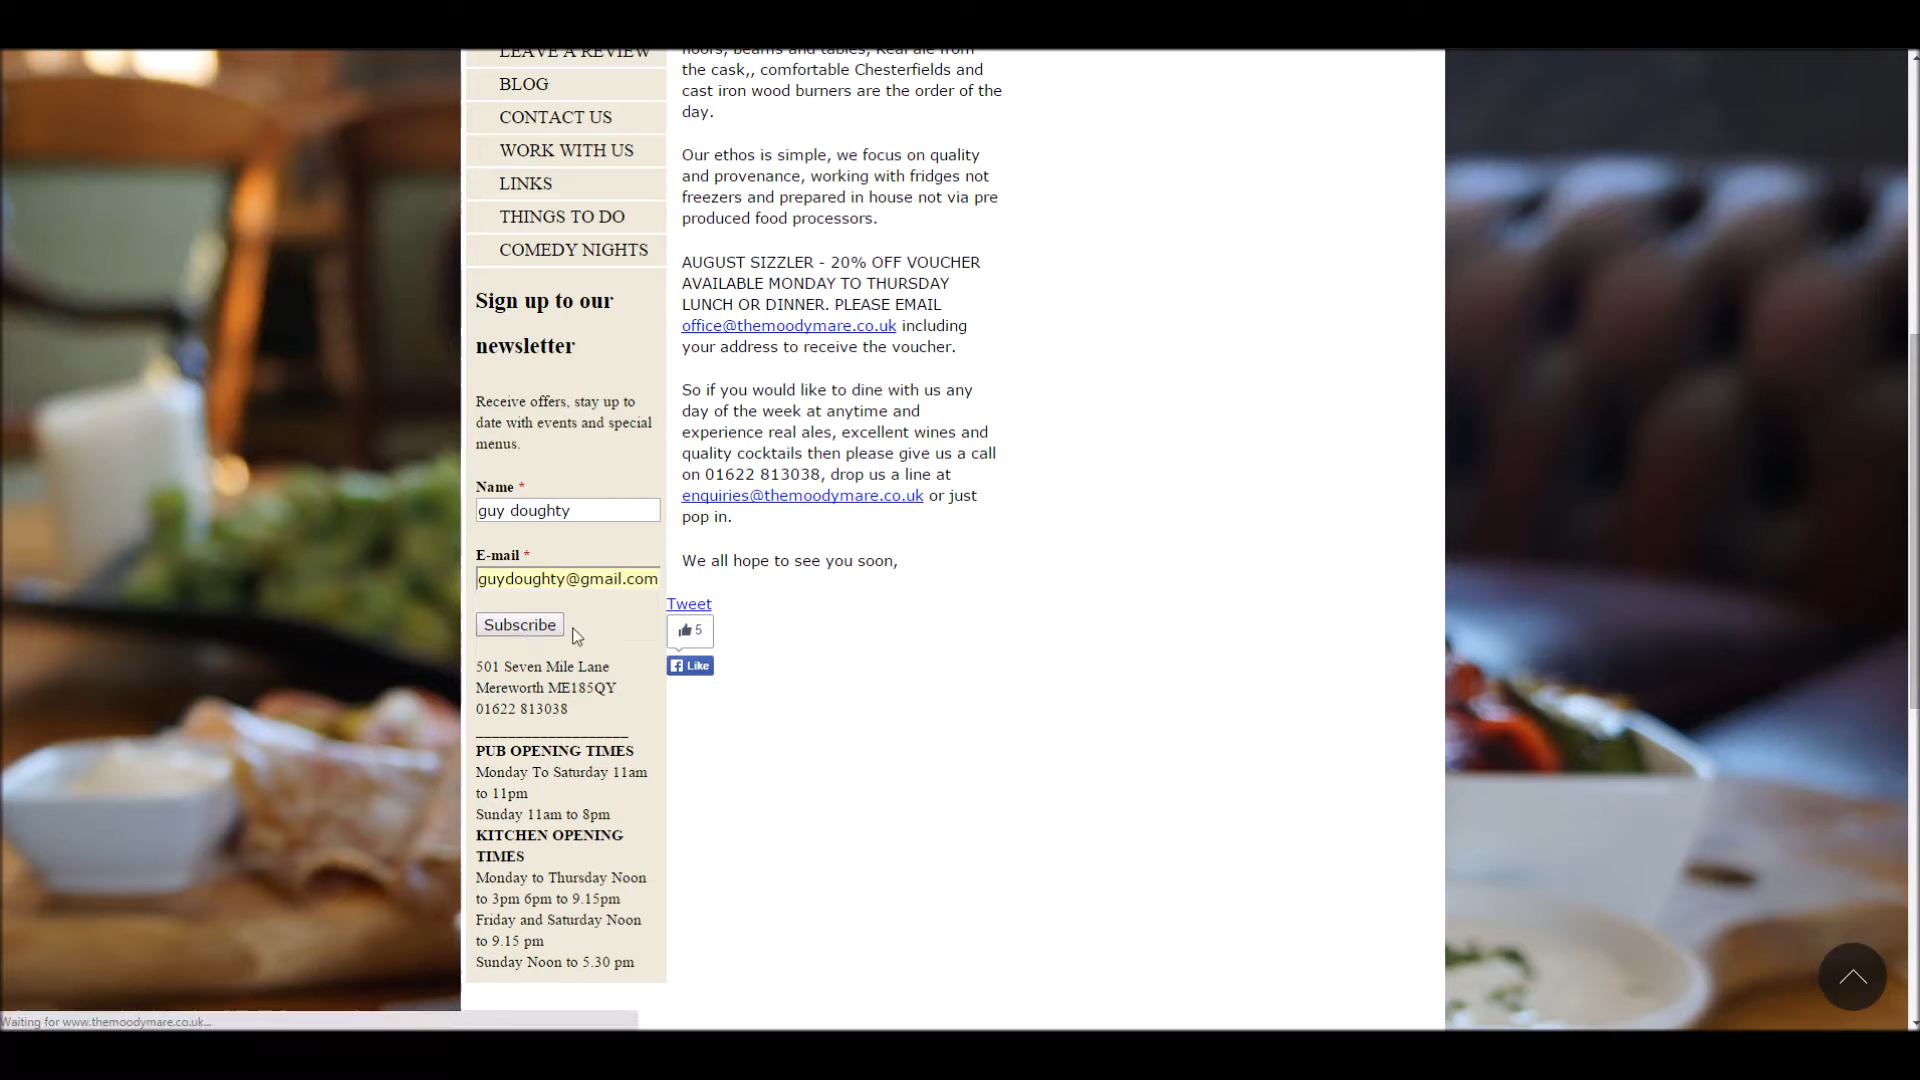 LEAVE A REVIEW
BLOG
CONTACT US
WORK WITH US
LINKS
THINGS TO DO
COMEDY NIGHTS
Sign up to our
newsletter
Receive offers, stay up to
date with events and special
menus.
Name *
guy doughty
E-mail *
guydoughty@gmail.com
Subscribe
501 Seven Mile Lane
Mereworth ME185QY
01622 813038
___________________
PUB OPENING TIMES
Monday To Saturday 11am
to 11pm
Sunday 11am to 8pm
KITCHEN OPENING
TIMES
Monday to Thursday Noon
to 3pm 6pm to 9.15pm
Friday and Saturday Noon
to 9.15 pm
Sunday Noon to 5.30 pm
floors, beams and tables, Real ale from
the cask,, comfortable Chesterfields and
cast iron wood burners are the order of the
day.
Our ethos is simple, we focus on quality
and provenance, working with fridges not
freezers and prepared in house not via pre
produced food processors.
AUGUST SIZZLER - 20% OFF VOUCHER
AVAILABLE MONDAY TO THURSDAY
LUNCH OR DINNER. PLEASE EMAIL
office@themoodymare.co.uk including
your address to receive the voucher.
So if you would like to dine with us any
day of the week at anytime and
experience real ales, excellent wines and
quality cocktails then please give us a call
on 01622 813038, drop us a line at
enquiries@themoodymare.co.uk or just
pop in.
We all hope to see you soon,
Tweet
5
Like
Waiting for www.themoodymare.co.uk...